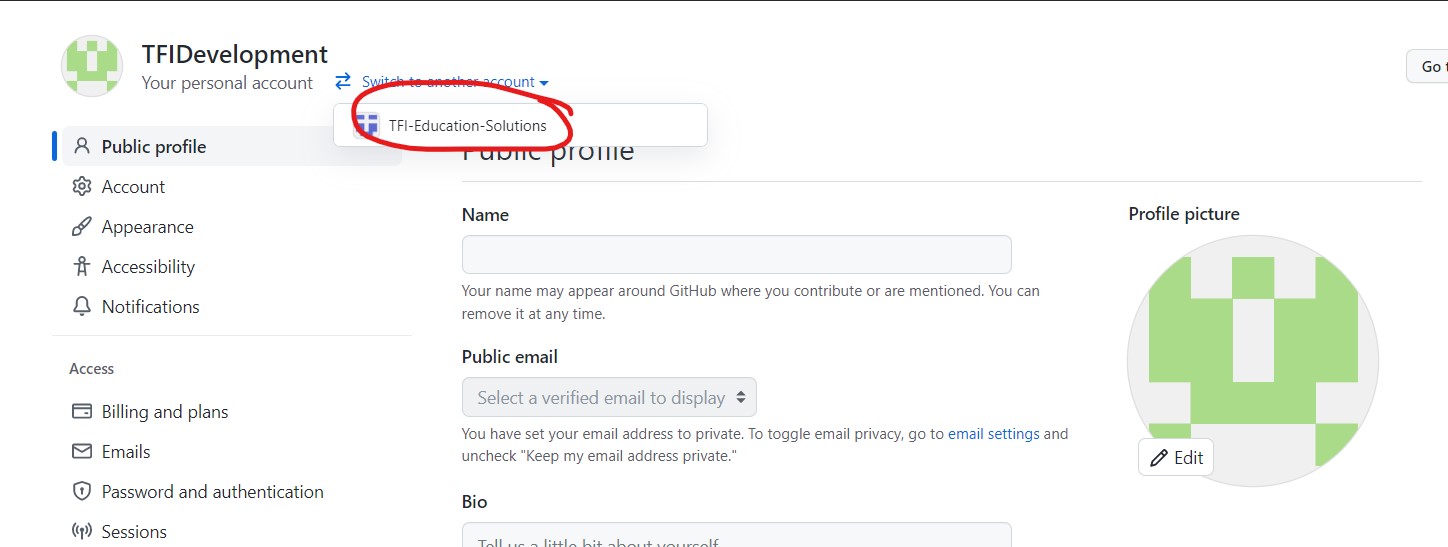 TFIDevelopment
Your personal account
Switch to another account
Go t
TFI-Education-Solutions
Public profile
Account
Appearance
Accessibility
Notifications
Access
Billing and plans
Emails
Password and authentication
Sessions
Public profile
Name
Your name may appear around GitHub where you contribute or are mentioned. You can
remove it at any time.
Public email
Select a verified email to display
You have set your email address to private. To toggle email privacy, go to email settings and
uncheck "Keep my email address private."
Bio
Tell us a little bit about yourself
Profile picture
Edit